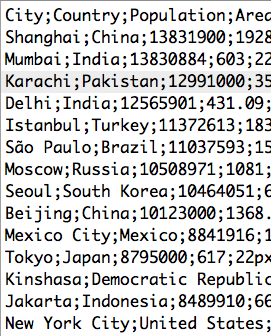 City;Country;Population;Area
Shanghai;China;13831900;1928
Mumbai;India;13830884;603;22
Karachi;Pakistan;12991000;35
Delhi;India;12565901;431.09;
Istanbul;Turkey;11372613;183
São Paulo;Brazil;11037593;15
Moscow;Russia;10508971;1081;
Seoul;South Korea;10464051;6
Beijing;China;10123000;1368.
Mexico City;Mexico;8841916;1
Tokyo;Japan;8795000;617;22px
Kinshasa;Democratic Republic
Jakarta;Indonesia;8489910;66
New York City;United States;